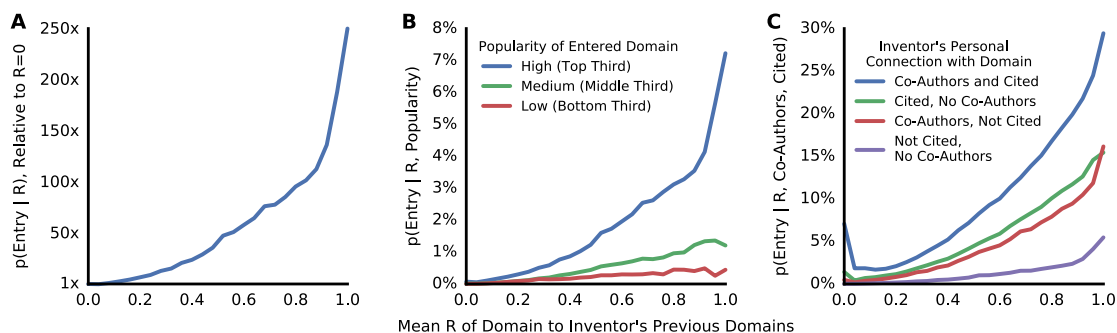 A
p(Entry | R), Relative to R=0
250x
200x
150x
100x
50x
1x
0.0 0.2 0.4 0.6 0.8 1.0
B
p(Entry | R, Popularity)
8%
7%
6%
5%
4%
3%
2%
1%
0%
Popularity of Entered Domain
High (Top Third)
Medium (Middle Third)
Low (Bottom Third)
0.0 0.2 0.4 0.6 0.8 1.0
C
p(Entry | R, Co-Authors, Cited)
30%
25%
20%
15%
10%
5%
0%
Inventor's Personal
Connection with Domain
Co-Authors and Cited
Cited, No Co-Authors
Co-Authors, Not Cited
Not Cited,
No Co-Authors
0.0 0.2 0.4 0.6 0.8 1.0
Mean R of Domain to Inventor's Previous Domains